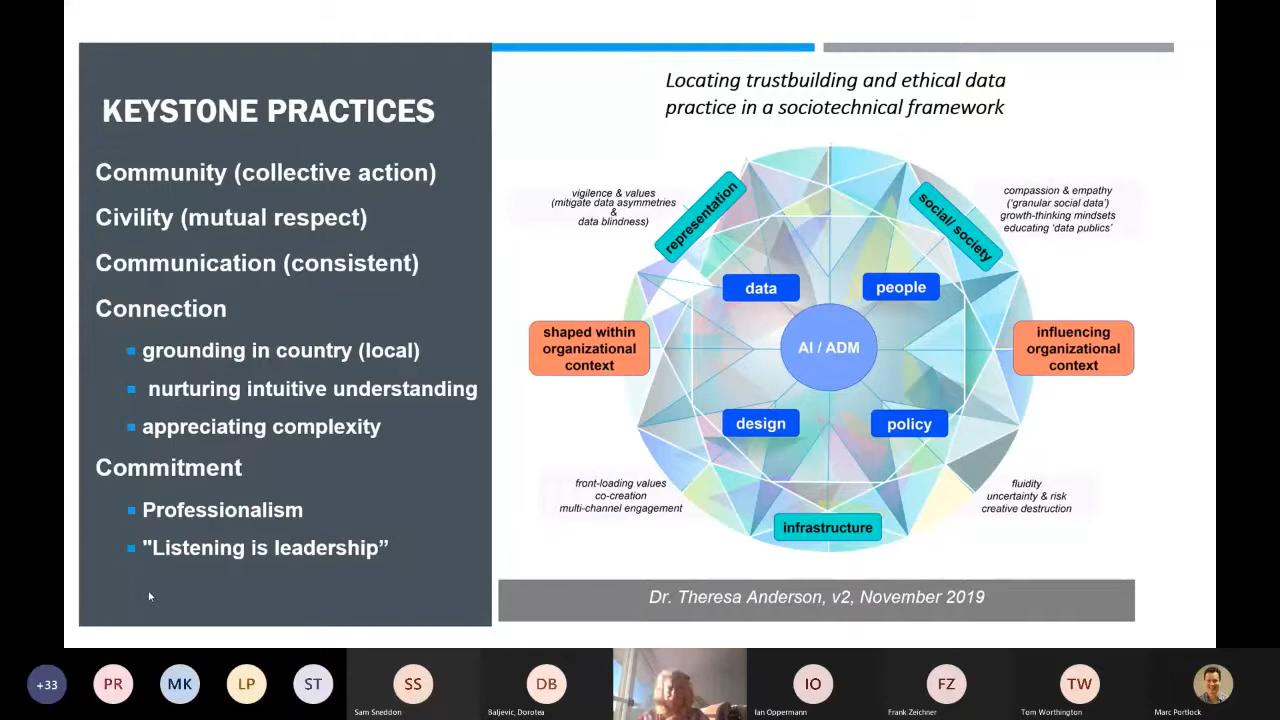 KEYSTONE PRACTICES
Community (collective action)
Civility (mutual respect)
Communication (consistent)
Connection
grounding in country (local)
nurturing intuitive understanding
appreciating complexity
Commitment
Professionalism
"Listening is leadership”
Locating trustbuilding and ethical data
practice in a sociotechnical framework
vigilence & values
(mitigate data asymmetries
&
data blindness)
representation
social/ society
compassion & empathy
(‘granular social data’)
growth-thinking mindsets
educating ‘data publics’
data
people
shaped within
organizational
context
AI / ADM
influencing
organizational
context
design
policy
front-loading values
co-creation
multi-channel engagement
infrastructure
fluidity
uncertainty & risk
creative destruction
Dr. Theresa Anderson, v2, November 2019
+33
PR
MK
LP
ST
SS
Sam Sneddon
DB
Baljevic, Dorotea
IO
Ian Oppermann
FZ
Frank Zeichner
TW
Tom Worthington
Marc Portlock